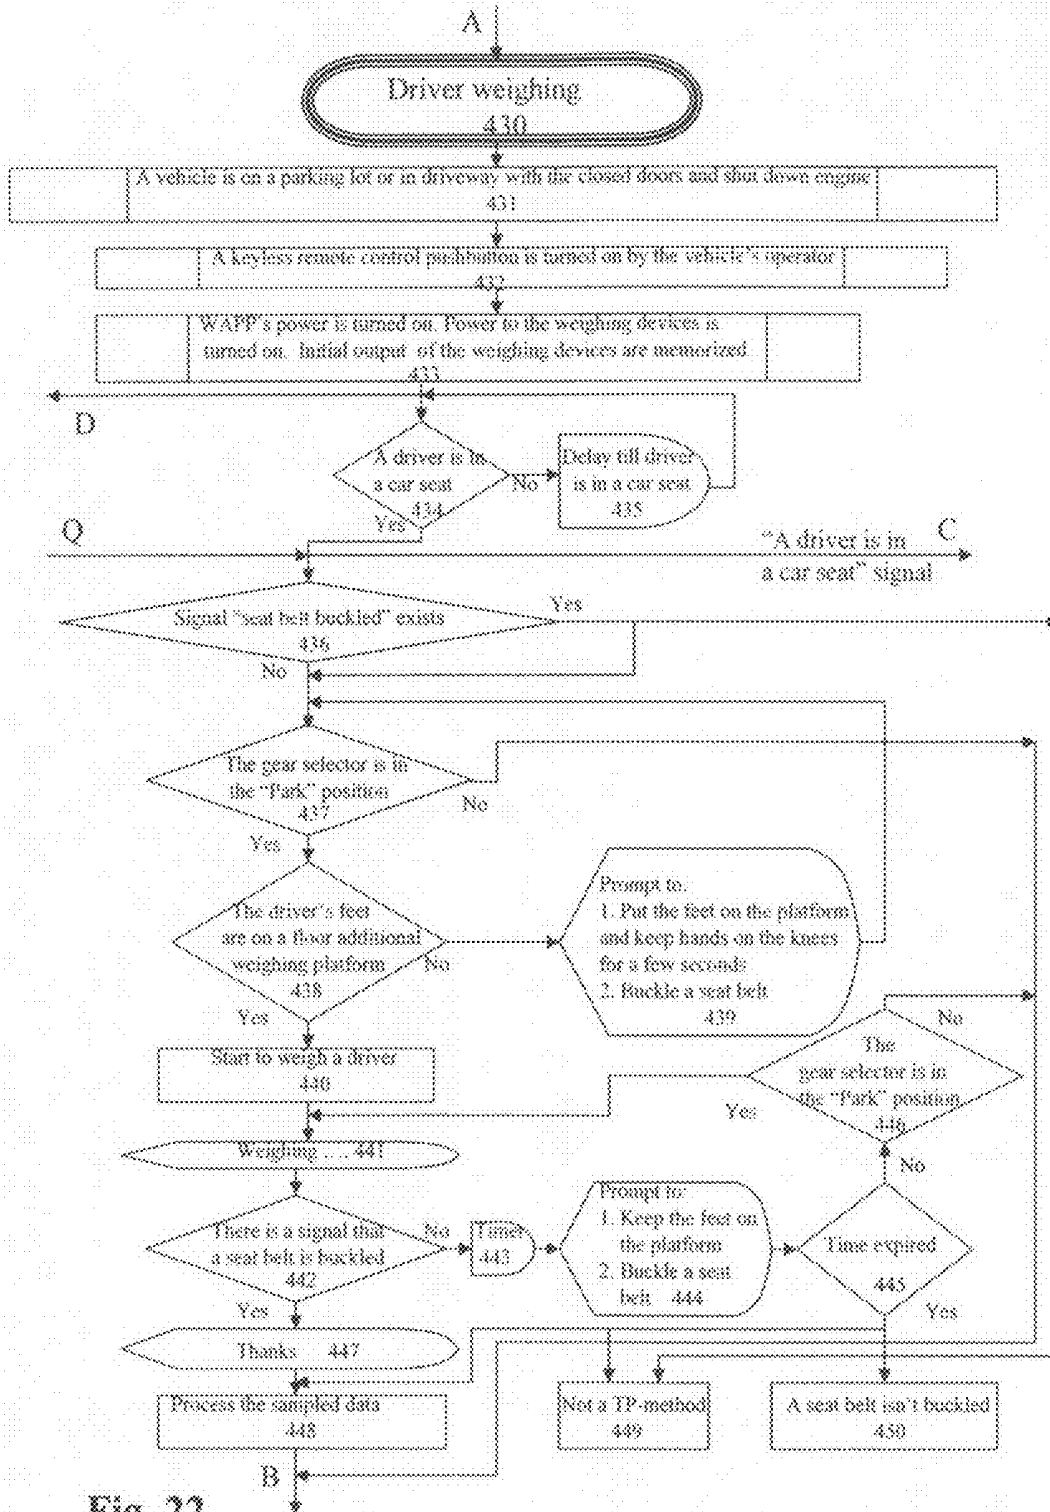 A
Driver weighing
430
A vehicle is on a parking lot or in driveway with the closed doors and shut down engine
431
A keyless remote control pushbutton is turned on by the vehicle's operator
432
WAPP's power is turned on. Power to the weighing devices is
turned on. Initial output of the weighing devices are memorized
433
D
A driver is in
a car seat
434
No
Delay till driver
is in a car seat
435
Yes
Q
"A driver is in
a car seat" signal
C
Signal "seat belt buckled" exists
436
Yes
No
The gear selector is in
the "Park" position
437
No
Yes
The driver's feet
are on a floor additional
weighing platform
438
No
Prompt to:
1. Put the feet on the platform
and keep hands on the knees
for a few seconds
2. Buckle a seat belt
439
Yes
No
Start to weigh a driver
440
The
gear selector is in
the "Park" position
446
Yes
Weighing ... 441
No
There is a signal that
a seat belt is buckled
442
No
Timer
443
Prompt to:
1. Keep the feet on
the platform
2. Buckle a seat
belt 444
Time expired
445
Yes
Yes
Thanks 447
Process the sampled data
448
Not a TP-method
449
A seat belt isn't buckled
450
B
Fig. 22